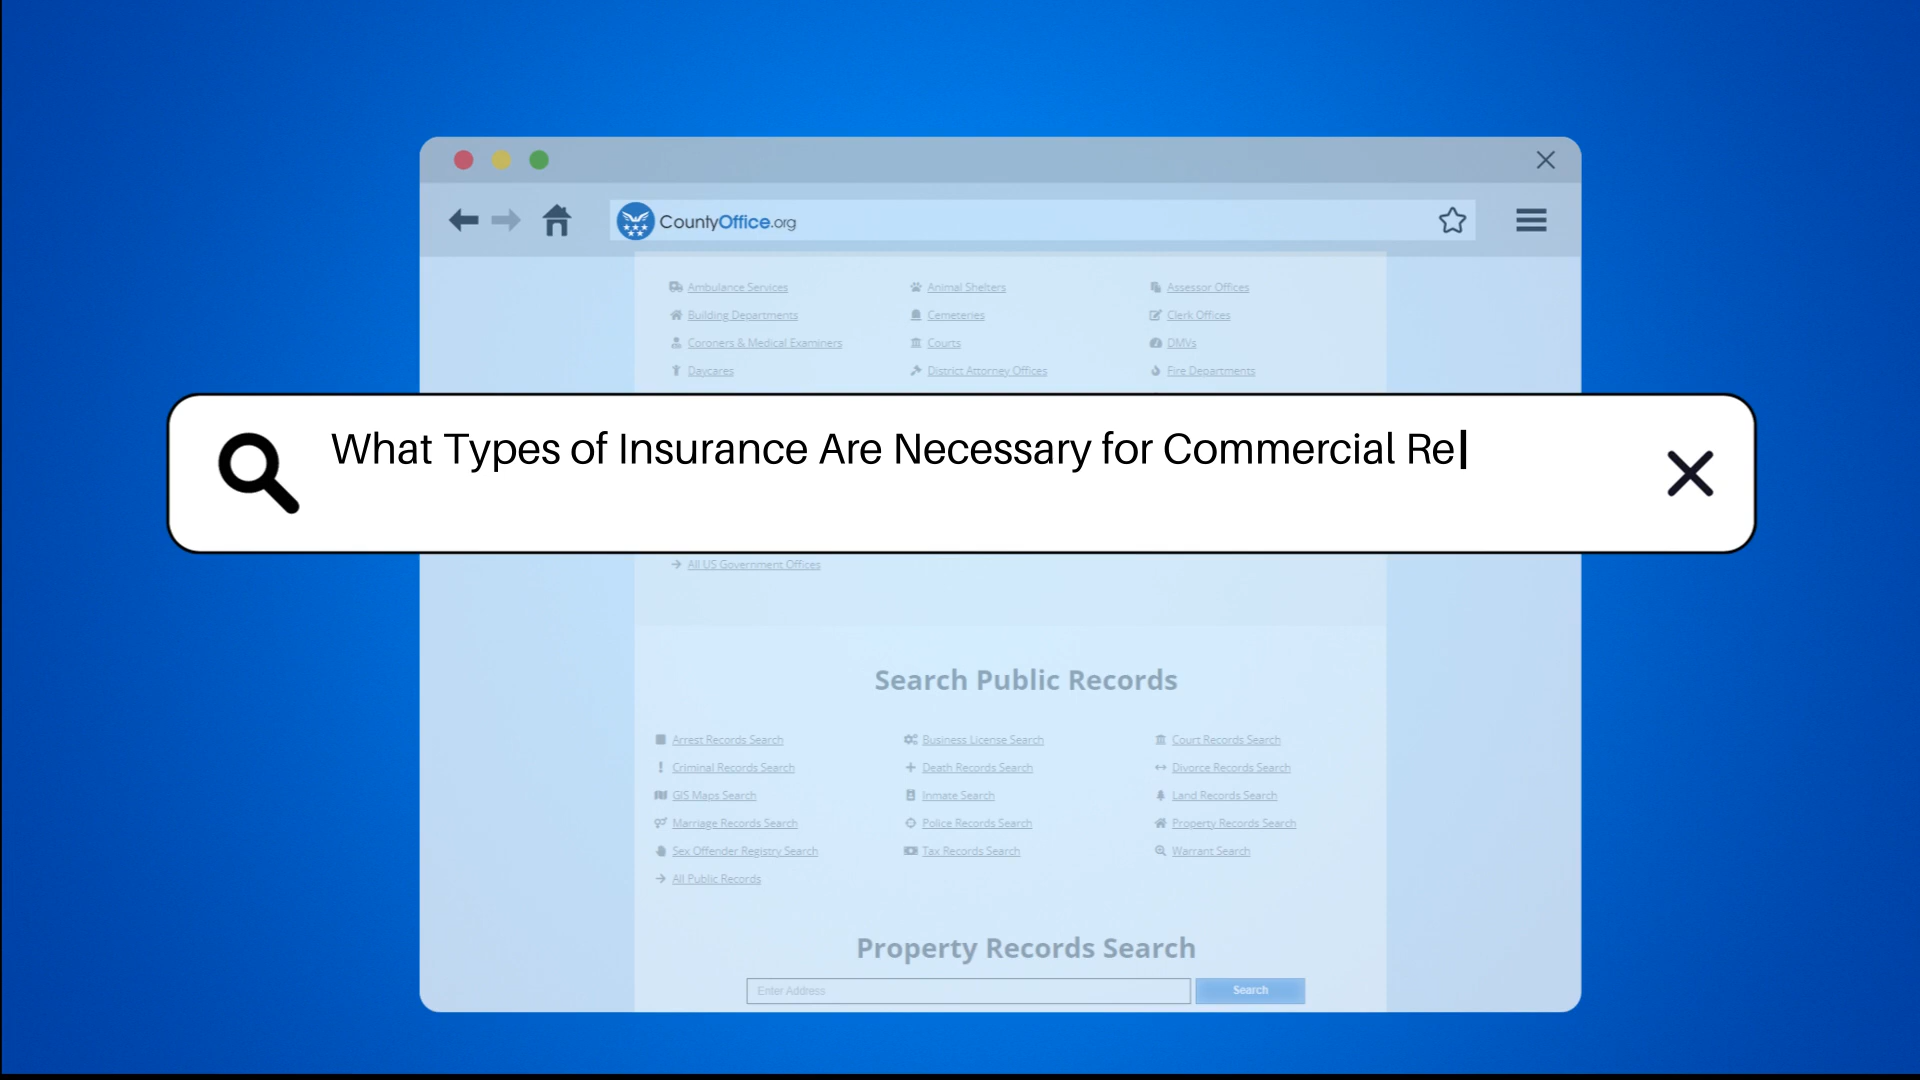 CountyOffice.org
Ambulance Services Animal Shelters Assessor Offices
Building Departments Cemeteries Clerk Offices
Coroners & Medical Examiners Courts DMVs
Daycares District Attorney Offices Fire Departments
What Types of Insurance Are Necessary for Commercial Re
All US Government Offices
Search Public Records
Arrest Records Search Business License Search Court Records Search
Criminal Records Search Death Records Search Divorce Records Search
GIS Maps Search Inmate Search Land Records Search
Marriage Records Search Police Records Search Property Records Search
Sex Offender Registry Search Tax Records Search Warrant Search
All Public Records
Property Records Search
Enter Address Search